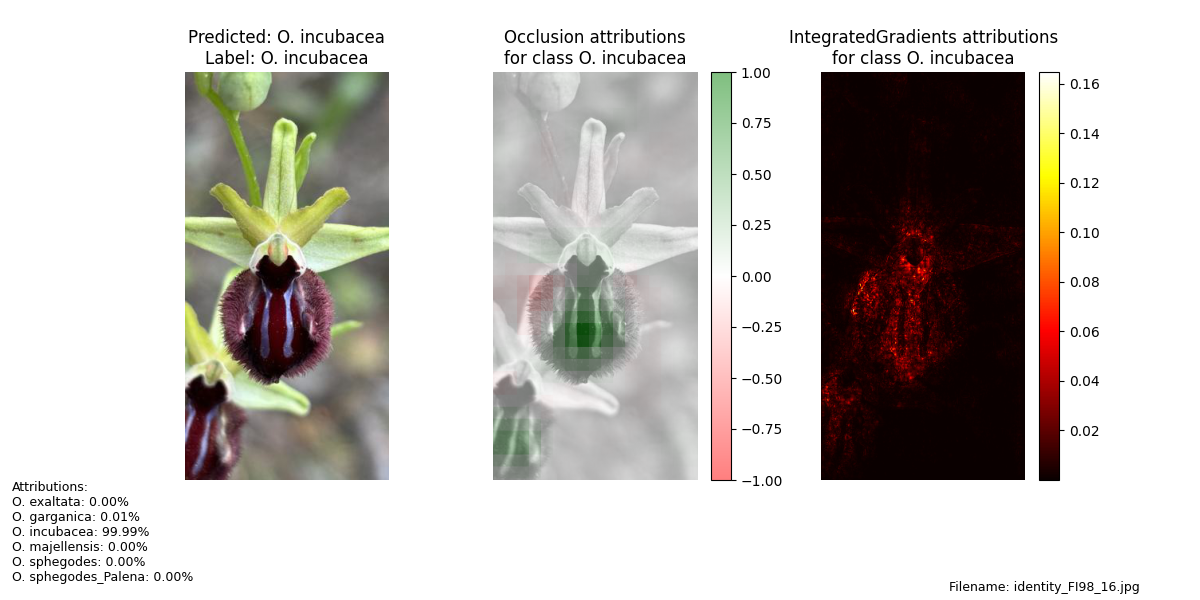 Predicted: O. incubacea
Label: O. incubacea
Occlusion attributions
for class O. incubacea
IntegratedGradients attributions
for class O. incubacea
1.00
0.75
0.50
0.25
0.00
−0.25
−0.50
−0.75
−1.00
0.16
0.14
0.12
0.10
0.08
0.06
0.04
0.02
Attributions:
O. exaltata: 0.00%
O. garganica: 0.01%
O. incubacea: 99.99%
O. majellensis: 0.00%
O. sphegodes: 0.00%
O. sphegodes_Palena: 0.00%
Filename: identity_FI98_16.jpg